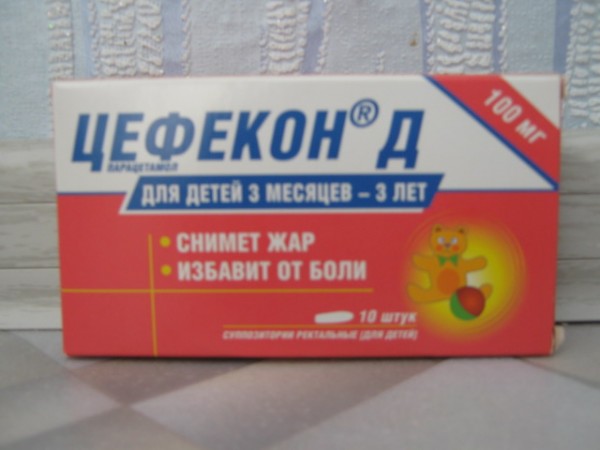 100 мг
ЦЕФЕКОН® Д
ПАРАЦЕТАМОЛ
ДЛЯ ДЕТЕЙ 3 МЕСЯЦЕВ – 3 ЛЕТ
• СНИМЕТ ЖАР
• ИЗБАВИТ ОТ БОЛИ
10 штук
СУППОЗИТОРИИ РЕКТАЛЬНЫЕ (ДЛЯ ДЕТЕЙ)